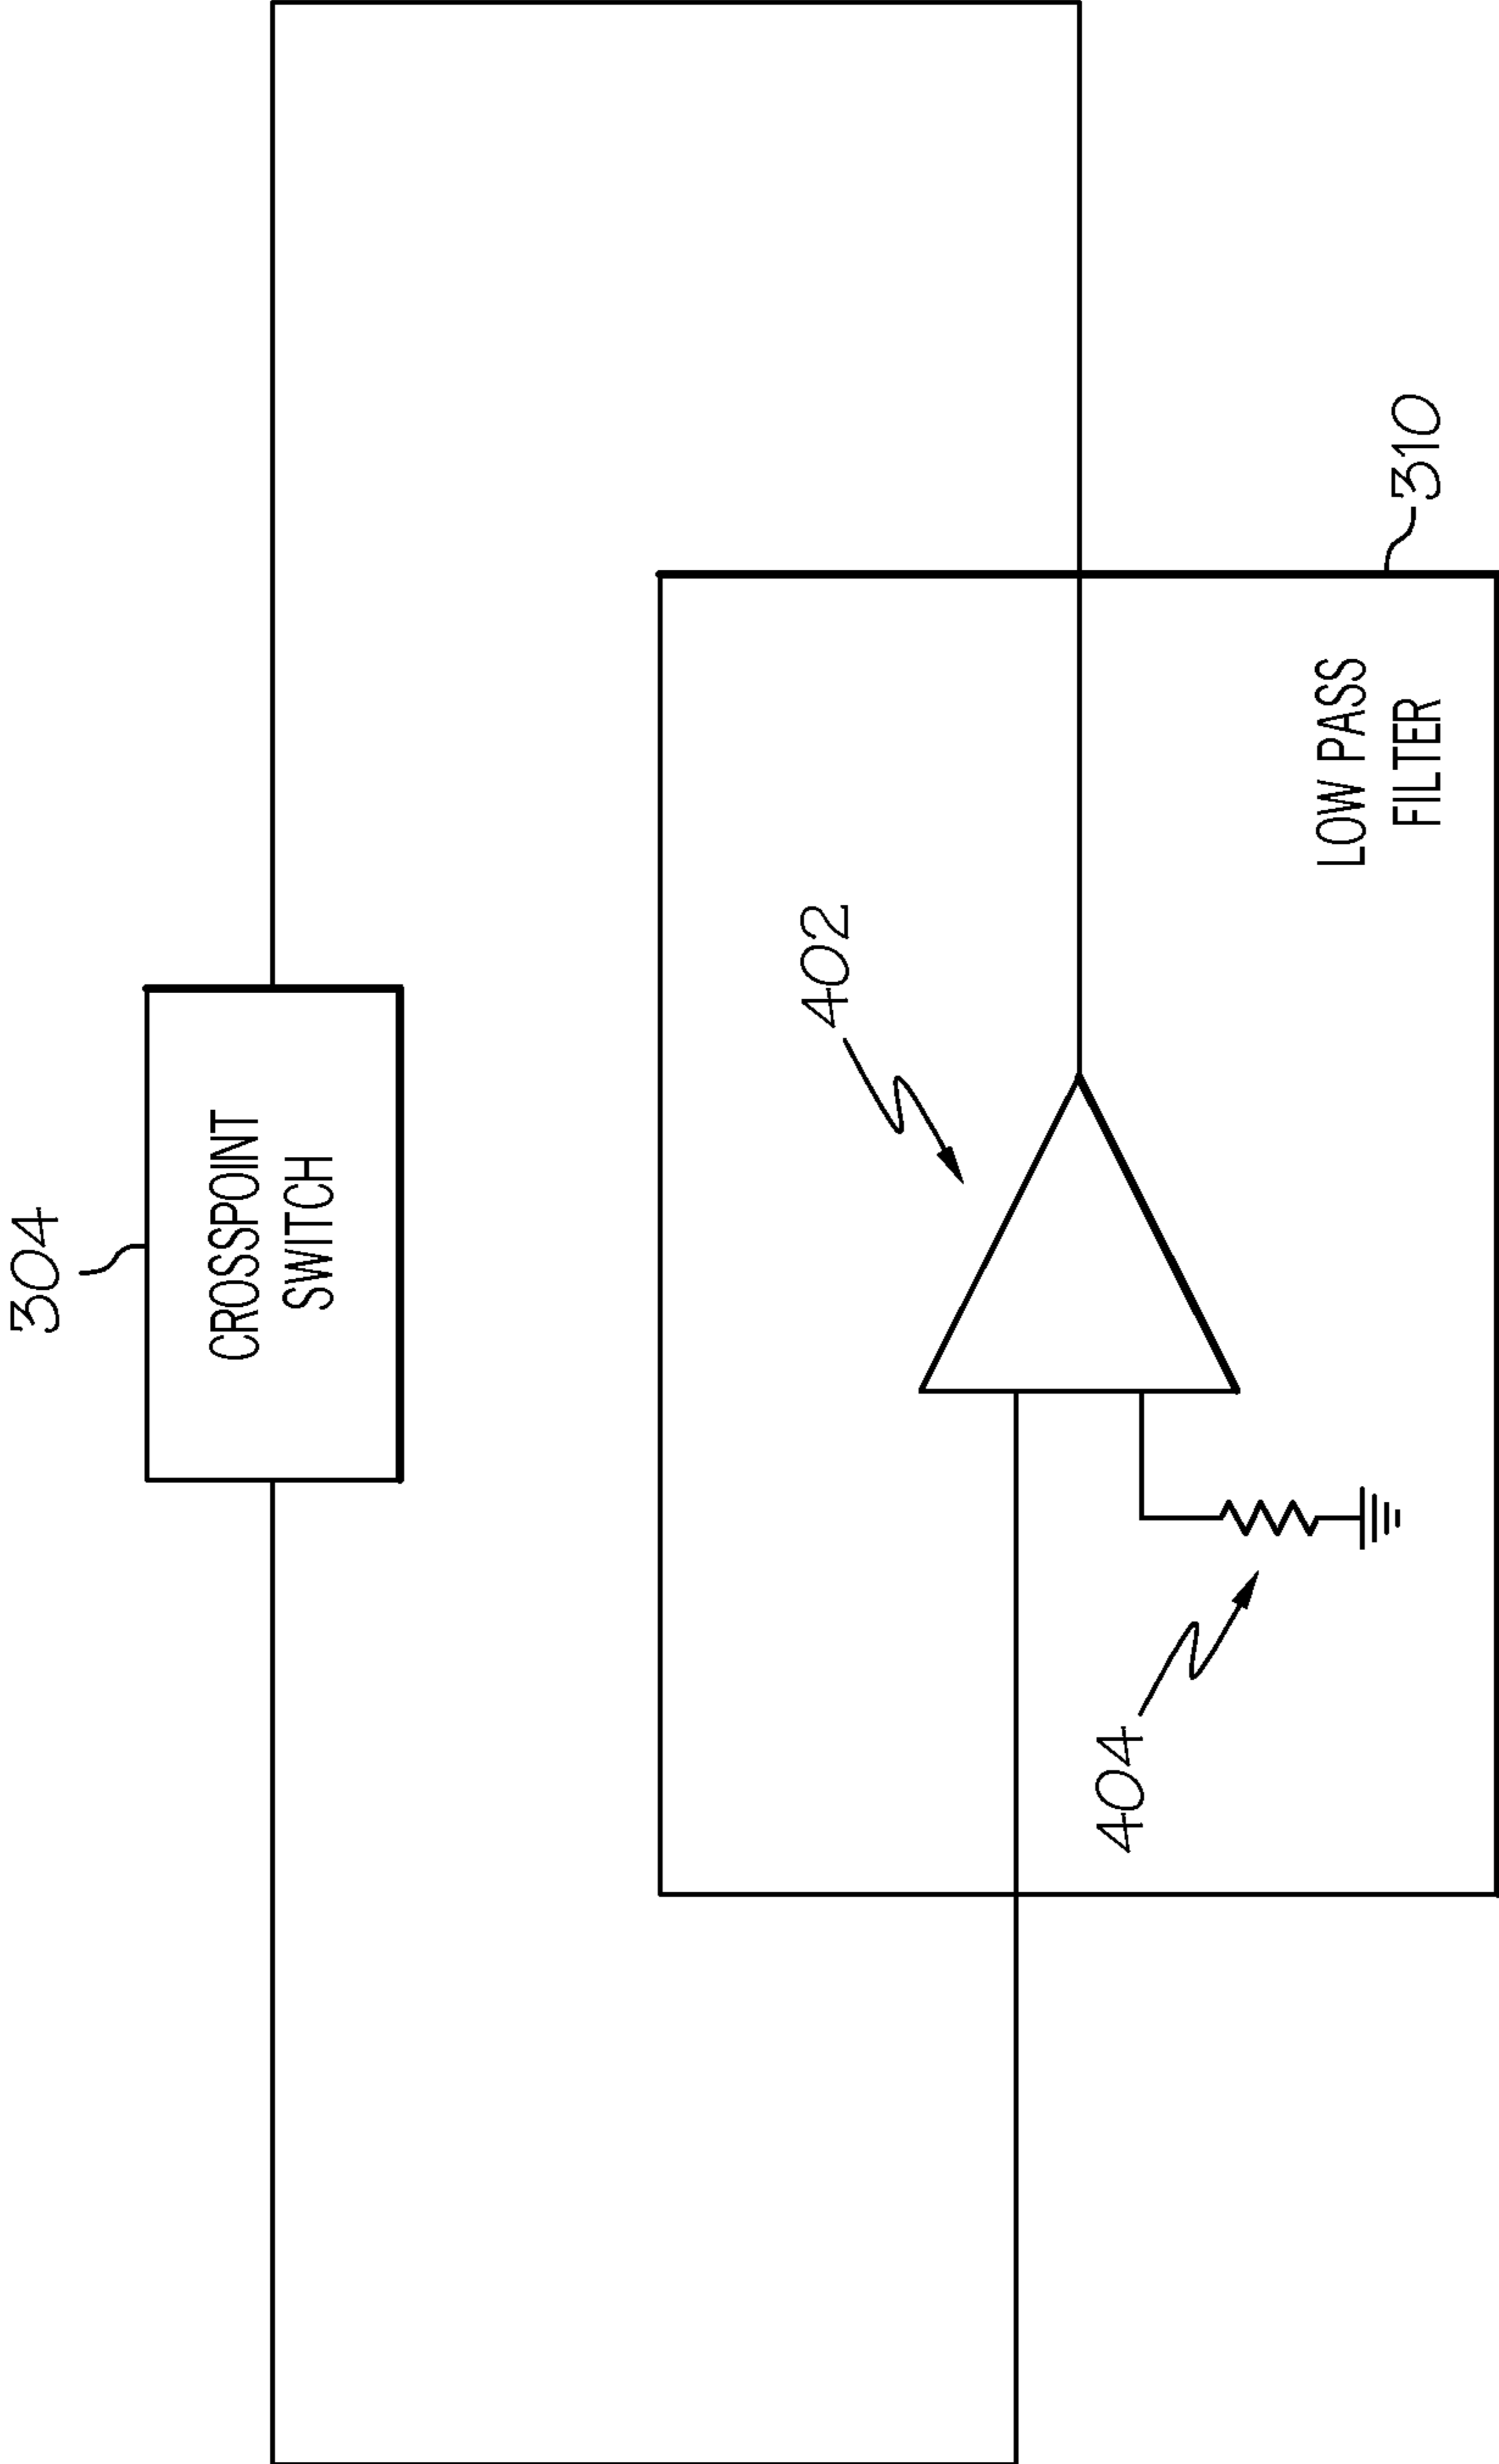 304
CROSSPOINT
SWITCH
402
404
LOW PASS
FILTER
310